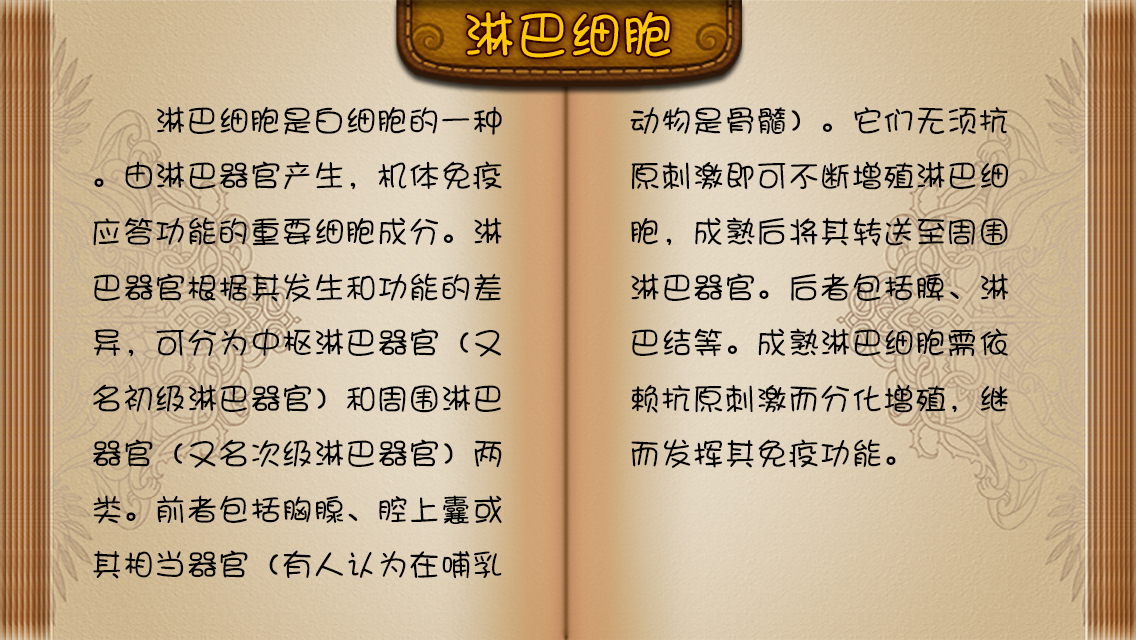 淋巴细胞
淋巴细胞是白细胞的一种
。由淋巴器官产生，机体免疫
应答功能的重要细胞成分。淋
巴器官根据其发生和功能的差
异，可分为中枢淋巴器官（又
名初级淋巴器官）和周围淋巴
器官（又名次级淋巴器官）两
类。前者包括胸腺、腔上囊或
其相当器官（有人认为在哺乳
动物是骨髓）。它们无须抗
原刺激即可不断增殖淋巴细
胞，成熟后将其转送至周围
淋巴器官。后者包括脾、淋
巴结等。成熟淋巴细胞需依
赖抗原刺激而分化增殖，继
而发挥其免疫功能。